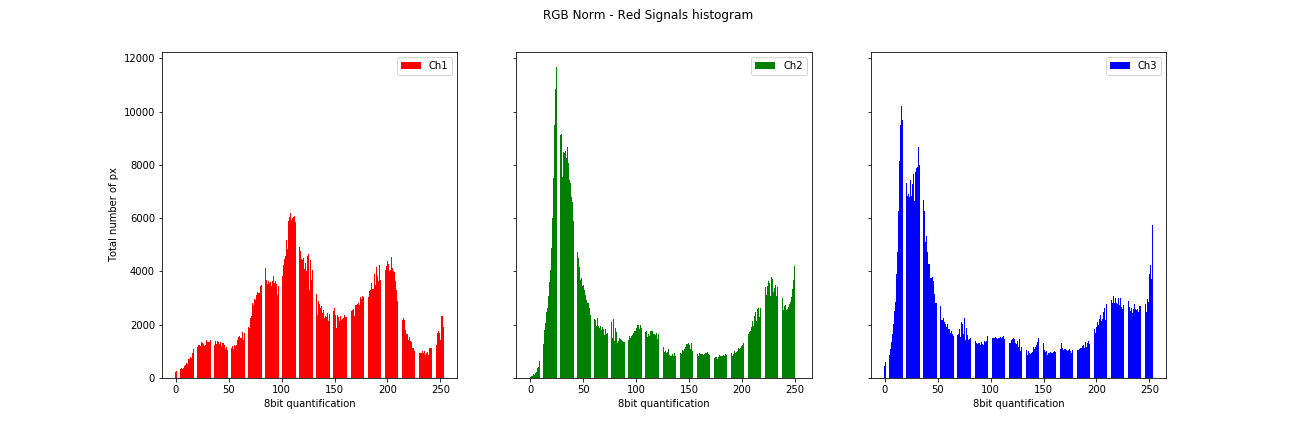 RGB Norm - Red Signals histogram
Total number of px
12000
10000
8000
6000
4000
2000
0
Ch1
0 50 100 150 200 250
8bit quantification
Ch2
0 50 100 150 200 250
8bit quantification
Ch3
0 50 100 150 200 250
8bit quantification